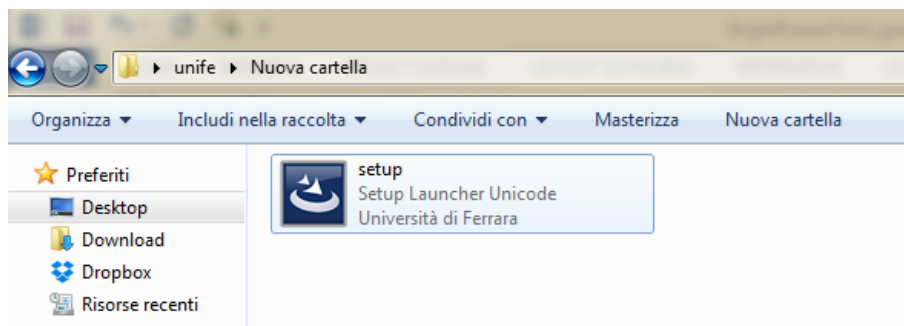 unife Nuova cartella
Organizza Includi nella raccolta Condividi con Masterizza Nuova cartella
Preferiti
Desktop
Download
Dropbox
Risorse recenti
setup
Setup Launcher Unicode
Università di Ferrara